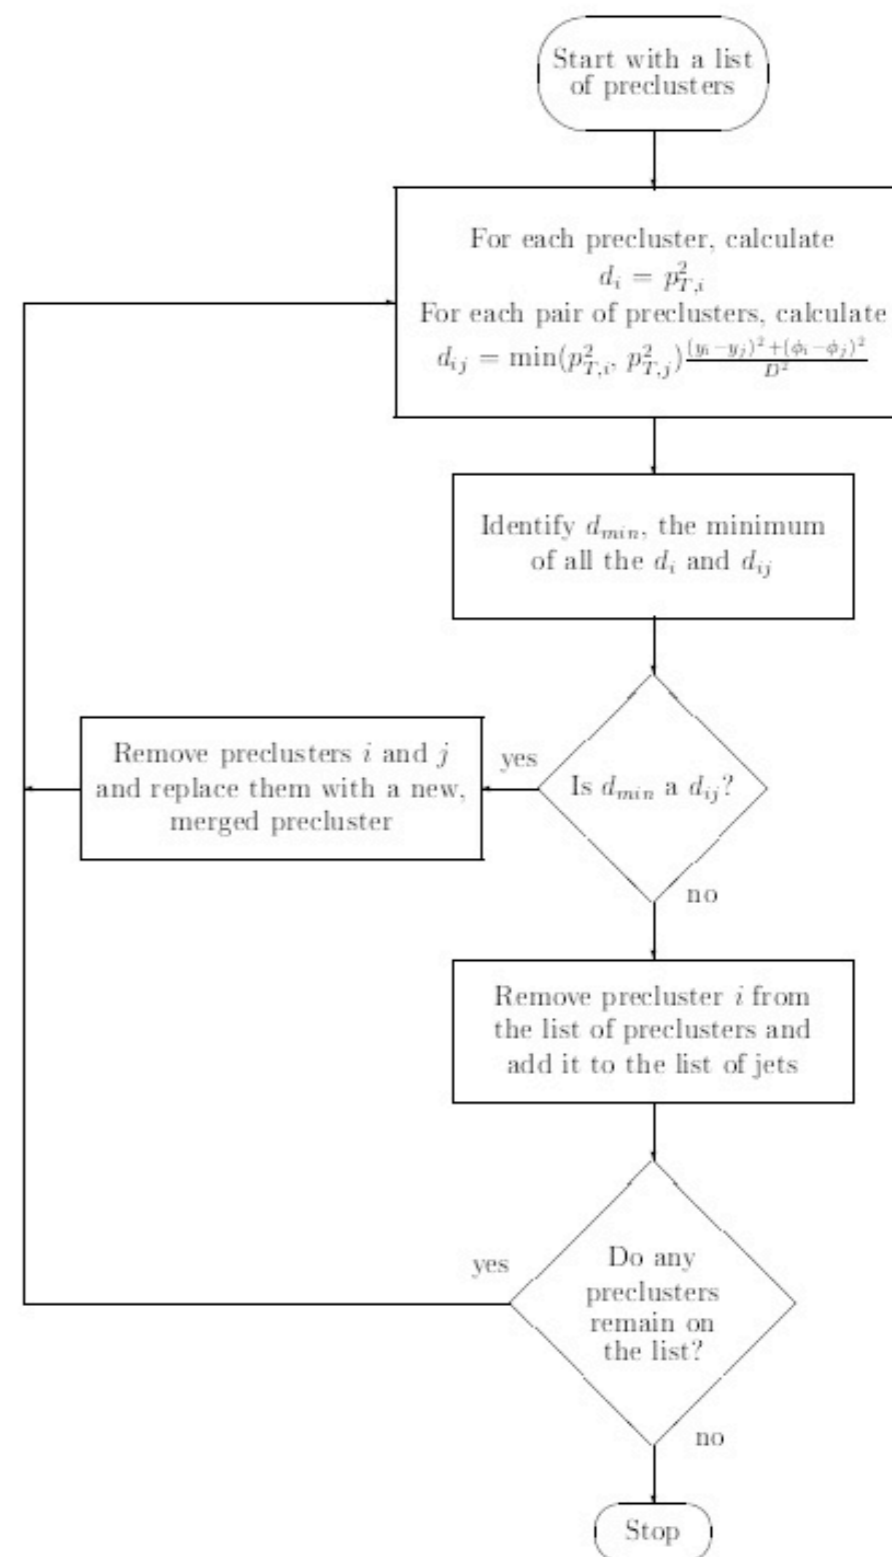 Start with a list
of preclusters
For each precluster, calculate
d_i = p_{T,i}^2
For each pair of preclusters, calculate
d_{ij} = min(p_{T,i}^2, p_{T,j}^2) \frac{(y_i−y_j)^2+(ϕ_i−ϕ_j)^2}{D^2}
Identify d_{min}, the minimum
of all the d_i and d_{ij}
Is d_{min} a d_{ij}?
yes
Remove preclusters i and j
and replace them with a new,
merged precluster
no
Remove precluster i from
the list of preclusters and
add it to the list of jets
Do any
preclusters
remain on
the list?
yes
no
Stop